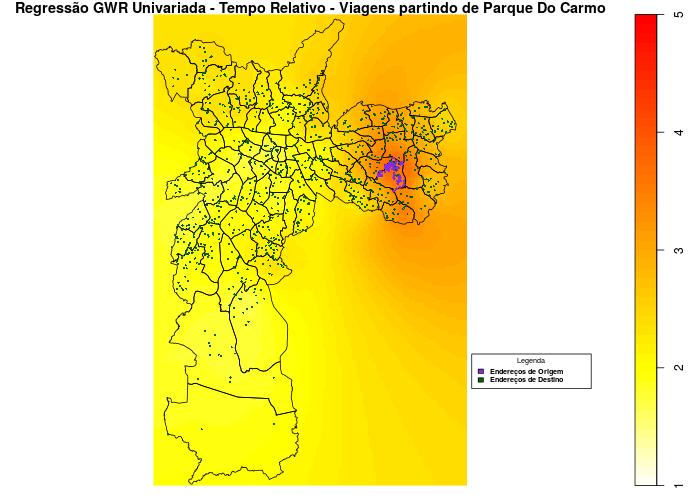 Regressão GWR Univariada - Tempo Relativo - Viagens partindo de Parque Do Carmo
5
4
3
2
1
Legenda
Endereços de Origem
Endereços de Destino